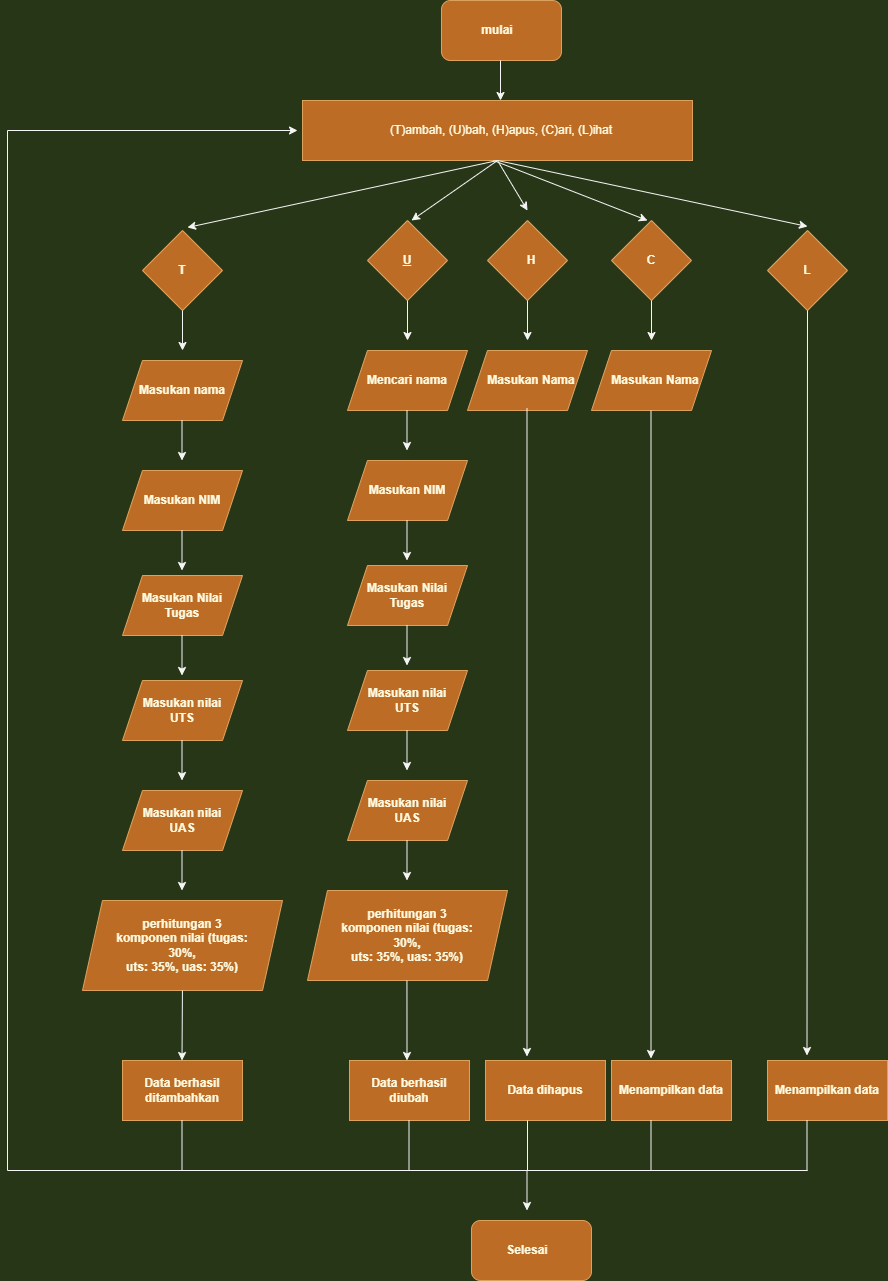 mulai
(T)ambah, (U)bah, (H)apus, (C)ari, (L)ihat
T
U
H
C
L
Masukan nama
Mencari nama
Masukan Nama
Masukan Nama
Masukan NIM
Masukan NIM
Masukan Nilai
Tugas
Masukan Nilai
Tugas
Masukan nilai
UTS
Masukan nilai
UTS
Masukan nilai
UAS
Masukan nilai
UAS
perhitungan 3
komponen nilai (tugas:
30%,
uts: 35%, uas: 35%)
perhitungan 3
komponen nilai (tugas:
30%,
uts: 35%, uas: 35%)
Data berhasil
ditambahkan
Data berhasil
diubah
Data dihapus
Menampilkan data
Menampilkan data
Selesai